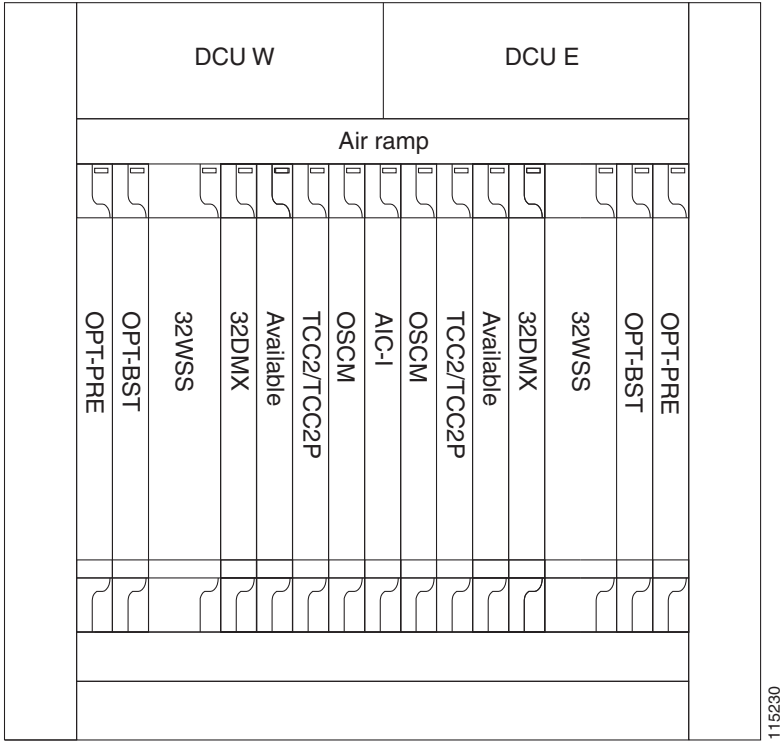 DCU W
DCU E
Air ramp
OPT-PRE
OPT-BST
32WSS
32DMX
Available
TCC2/TCC2P
OSCM
AIC-I
OSCM
TCC2/TCC2P
Available
32DMX
32WSS
OPT-BST
OPT-PRE
115230